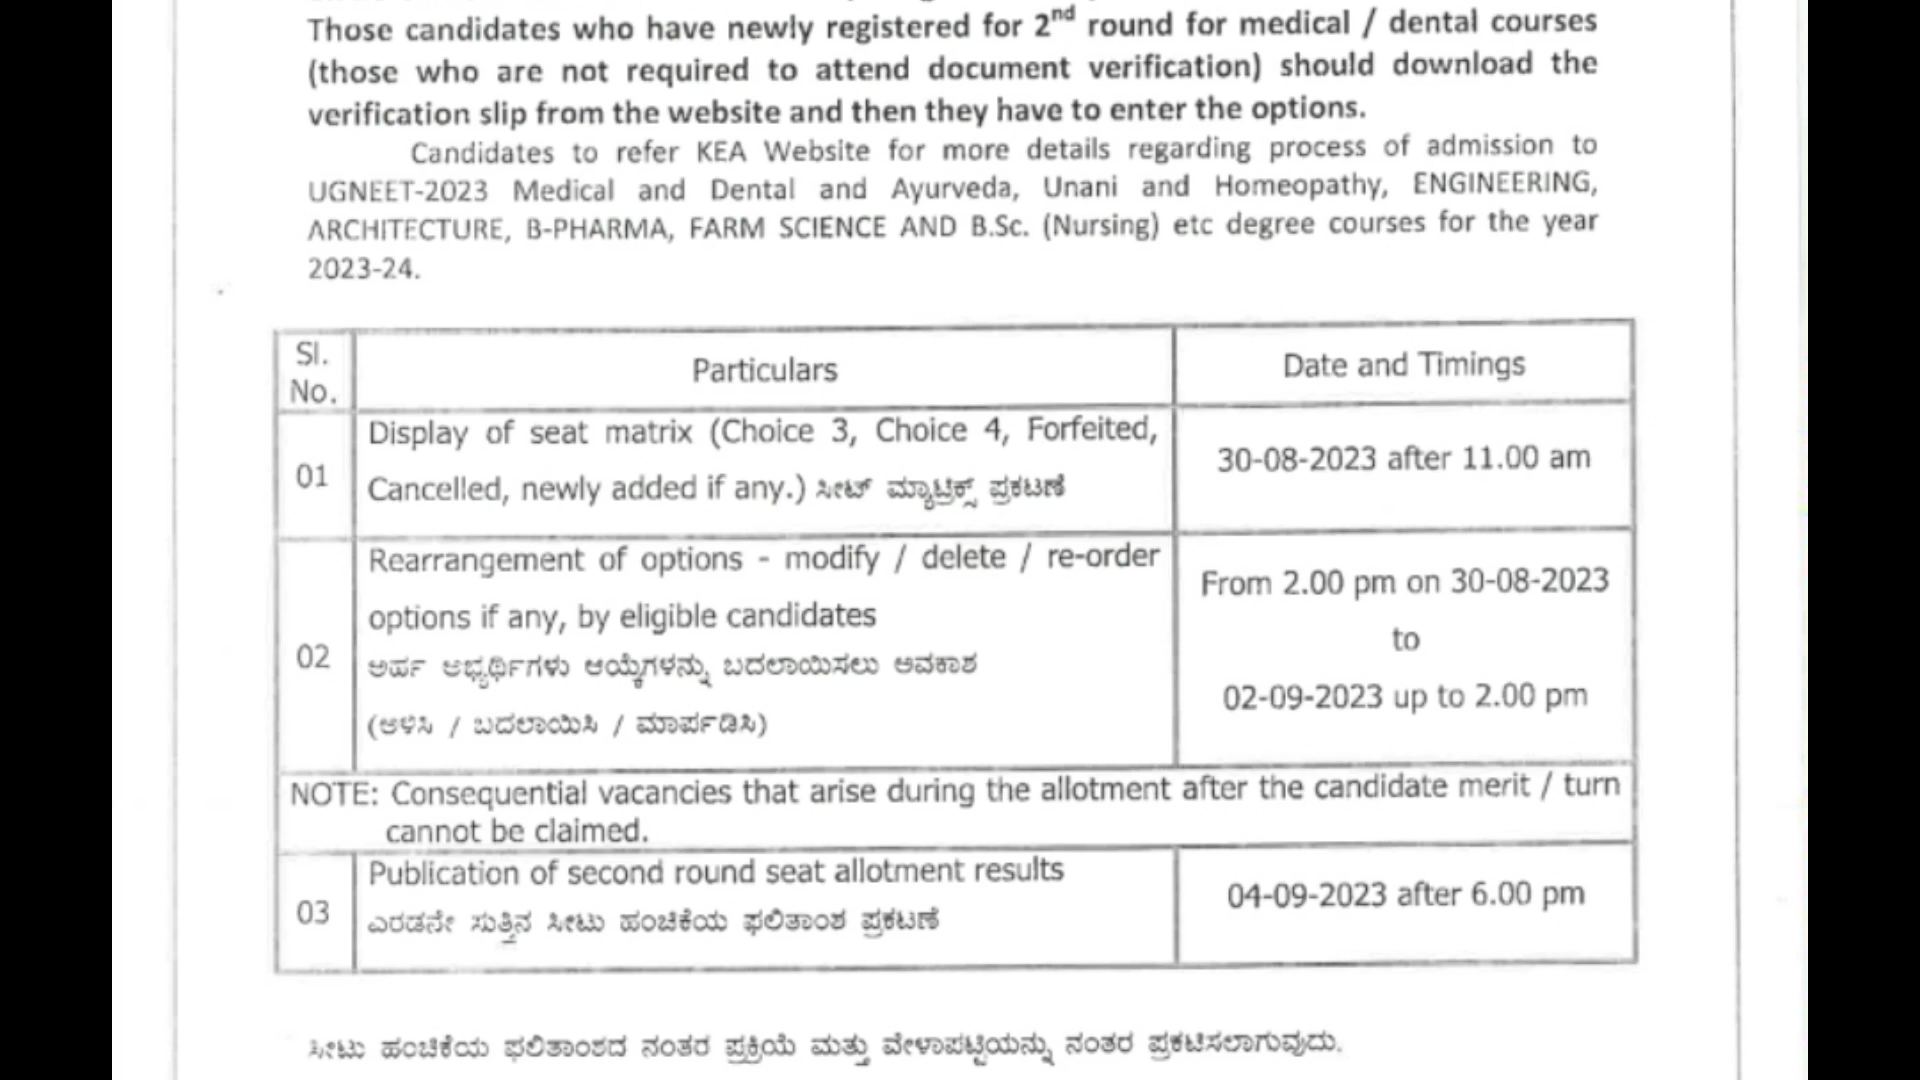 Those candidates who have newly registered for 2nd round for medical / dental courses
(those who are not required to attend document verification) should download the
verification slip from the website and then they have to enter the options.
Candidates to refer KEA Website for more details regarding process of admission to
UGNEET-2023 Medical and Dental and Ayurveda, Unani and Homeopathy, ENGINEERING,
ARCHITECTURE, B-PHARMA, FARM SCIENCE AND B.Sc. (Nursing) etc degree courses for the year
2023-24.
Sl.
No.
Particulars
Date and Timings
01
Display of seat matrix (Choice 3, Choice 4, Forfeited,
Cancelled, newly added if any.) ಸೀಟ್ ಮ್ಯಾಟ್ರಿಕ್ಸ್ ಪ್ರಕಟಣೆ
30-08-2023 after 11.00 am
02
Rearrangement of options - modify / delete / re-order
options if any, by eligible candidates
ಅರ್ಹ ಅಭ್ಯರ್ಥಿಗಳು ಆಯ್ಕೆಗಳನ್ನು ಬದಲಾಯಿಸಲು ಅವಕಾಶ
(ಅಳಿಸಿ / ಬದಲಾಯಿಸಿ / ಮಾರ್ಪಡಿಸಿ)
From 2.00 pm on 30-08-2023
to
02-09-2023 up to 2.00 pm
NOTE: Consequential vacancies that arise during the allotment after the candidate merit / turn
cannot be claimed.
03
Publication of second round seat allotment results
ಎರಡನೇ ಸುತ್ತಿನ ಸೀಟು ಹಂಚಿಕೆಯ ಫಲಿತಾಂಶ ಪ್ರಕಟಣೆ
04-09-2023 after 6.00 pm
ಸೀಟು ಹಂಚಿಕೆಯ ಫಲಿತಾಂಶದ ನಂತರ ಪ್ರಕ್ರಿಯೆ ಮತ್ತು ವೇಳಾಪಟ್ಟಿಯನ್ನು ನಂತರ ಪ್ರಕಟಿಸಲಾಗುವುದು.